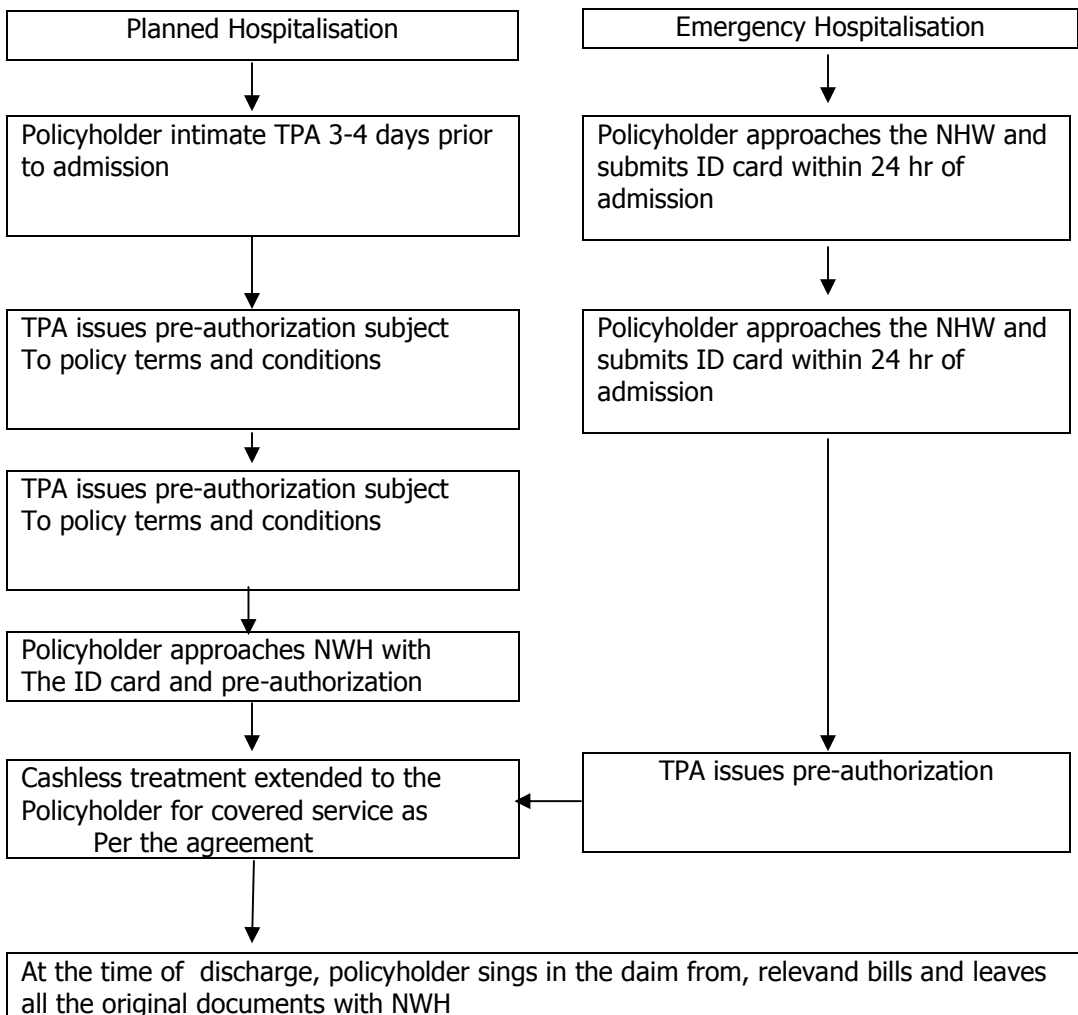 Planned Hospitalisation
Policyholder intimate TPA 3-4 days prior
to admission
TPA issues pre-authorization subject
To policy terms and conditions
TPA issues pre-authorization subject
To policy terms and conditions
Policyholder approaches NWH with
The ID card and pre-authorization
Cashless treatment extended to the
Policyholder for covered service as
Per the agreement
Emergency Hospitalisation
Policyholder approaches the NHW and
submits ID card within 24 hr of
admission
Policyholder approaches the NHW and
submits ID card within 24 hr of
admission
TPA issues pre-authorization
At the time of discharge, policyholder sings in the daim from, relevand bills and leaves
all the original documents with NWH